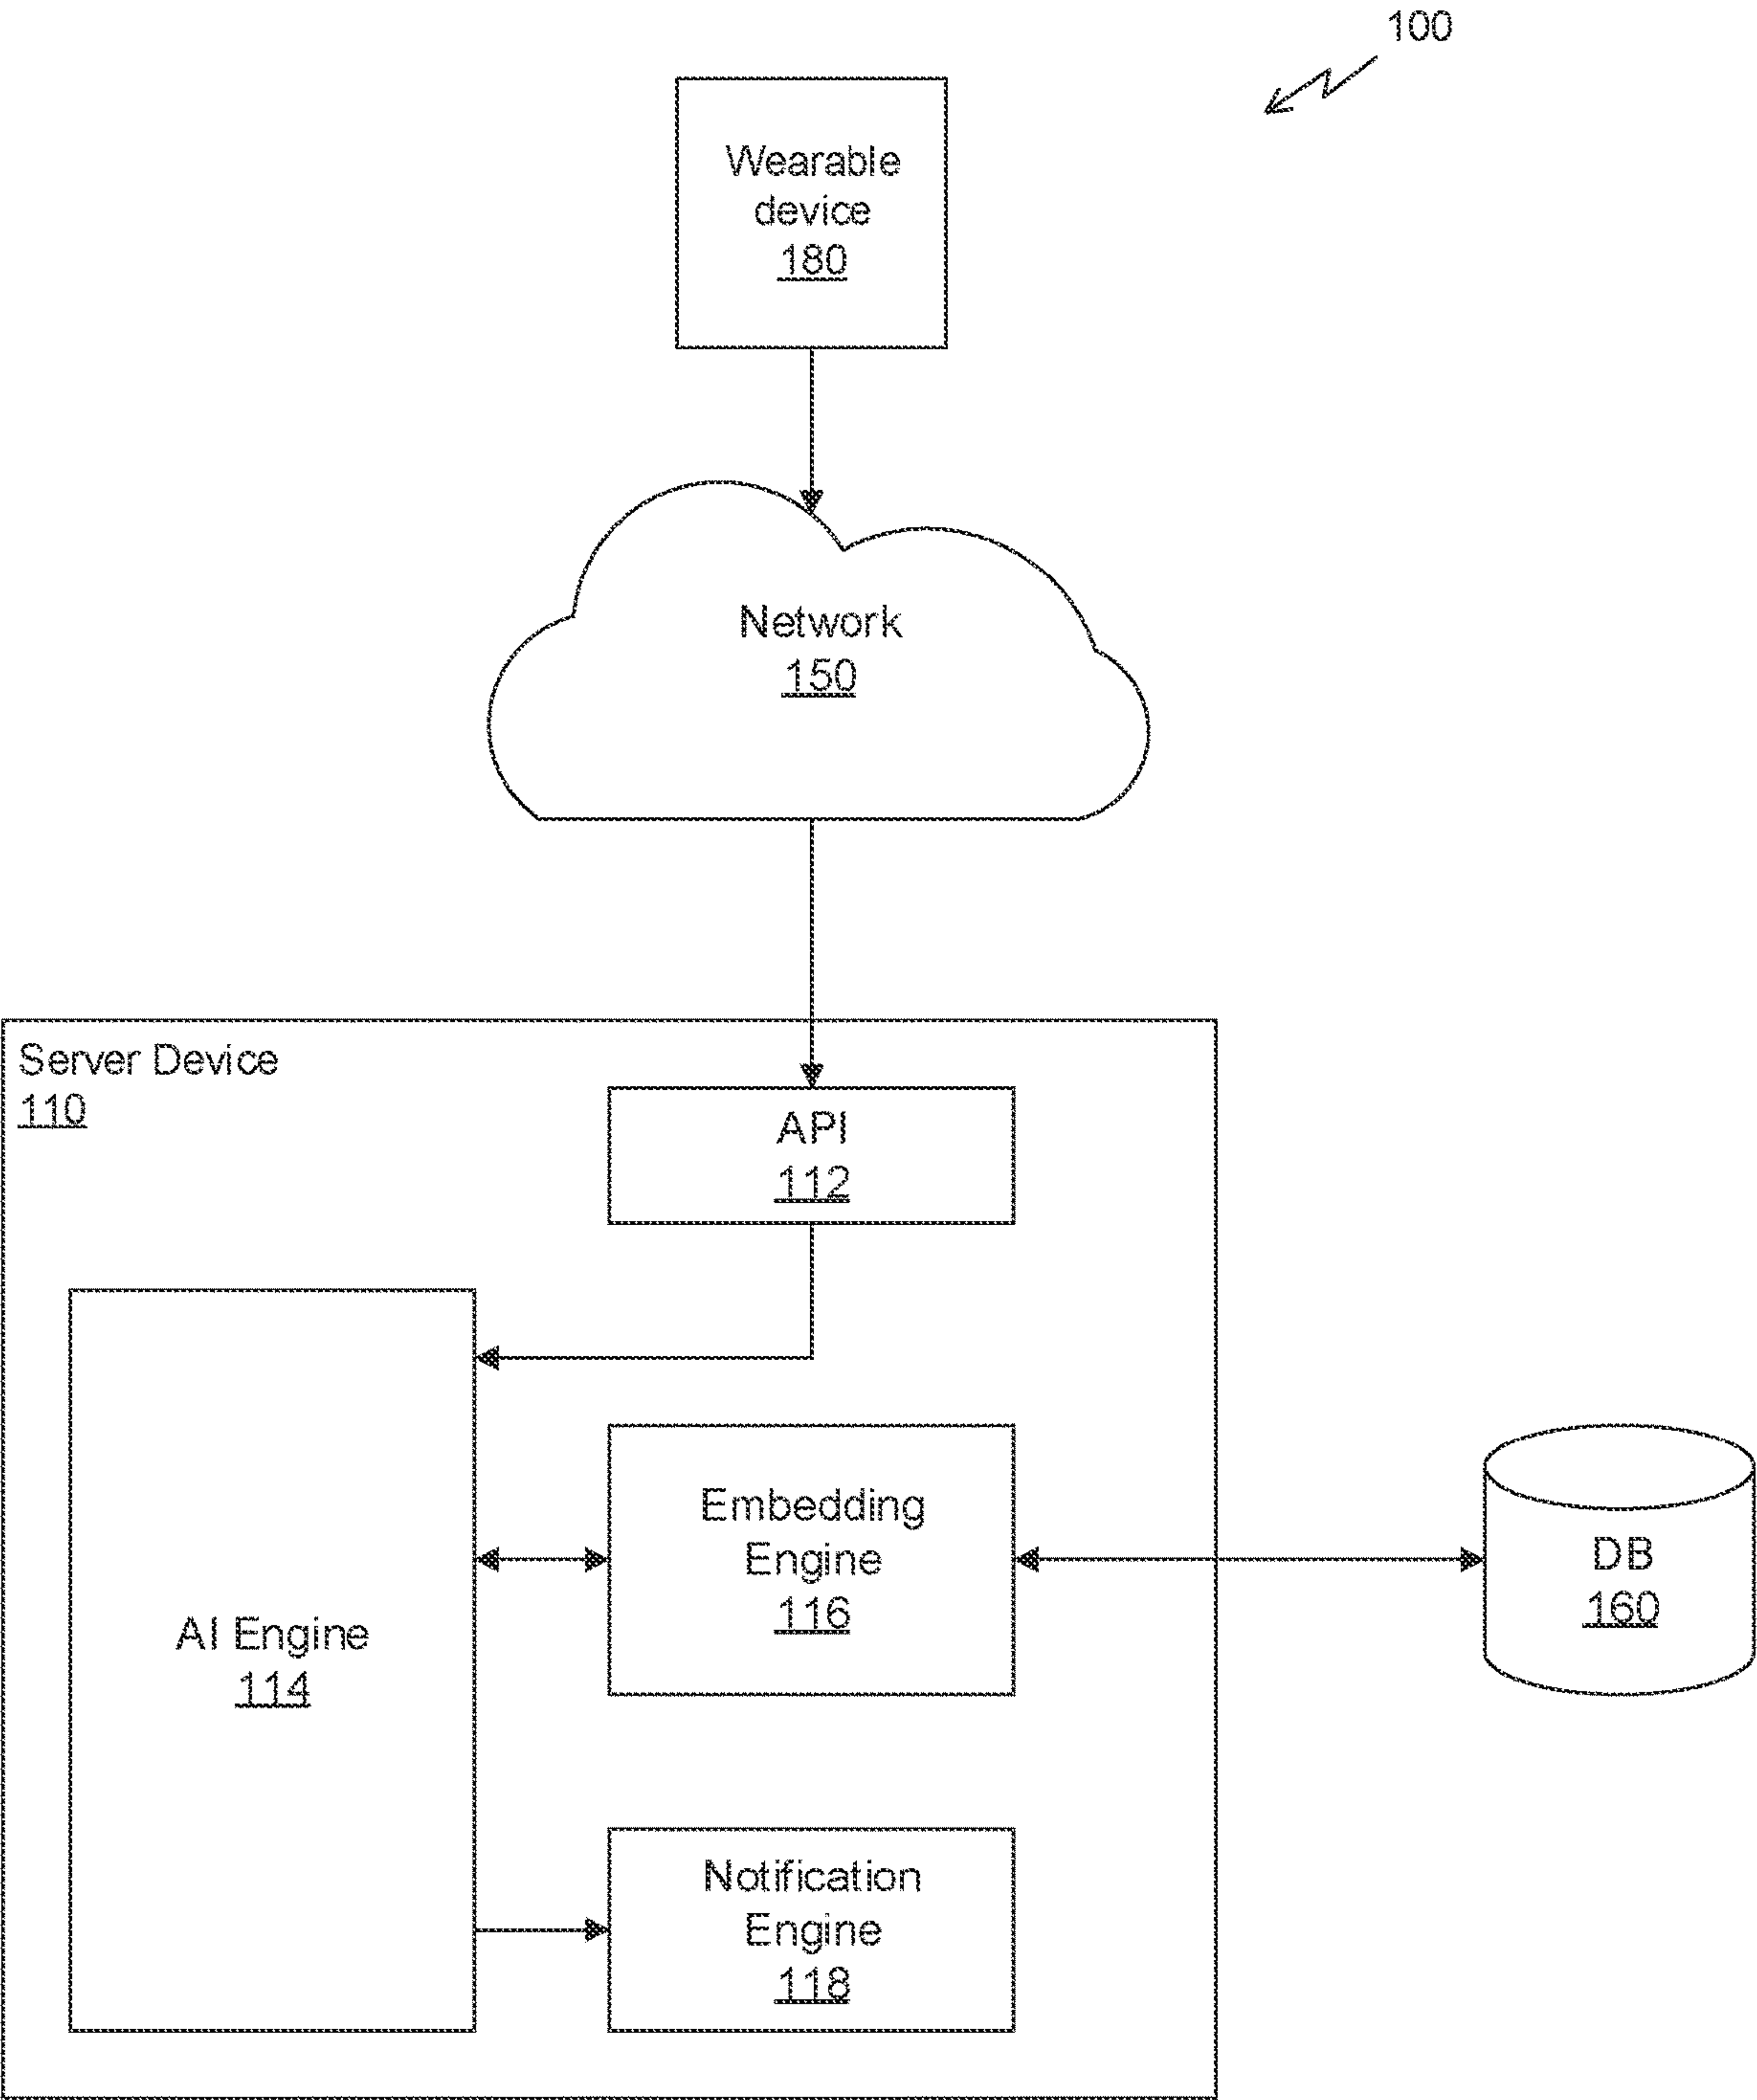 100
Wearable
device
180
Network
150
Server Device
110
API
112
Embedding
Engine
116
DB
160
AI Engine
114
Notification
Engine
118